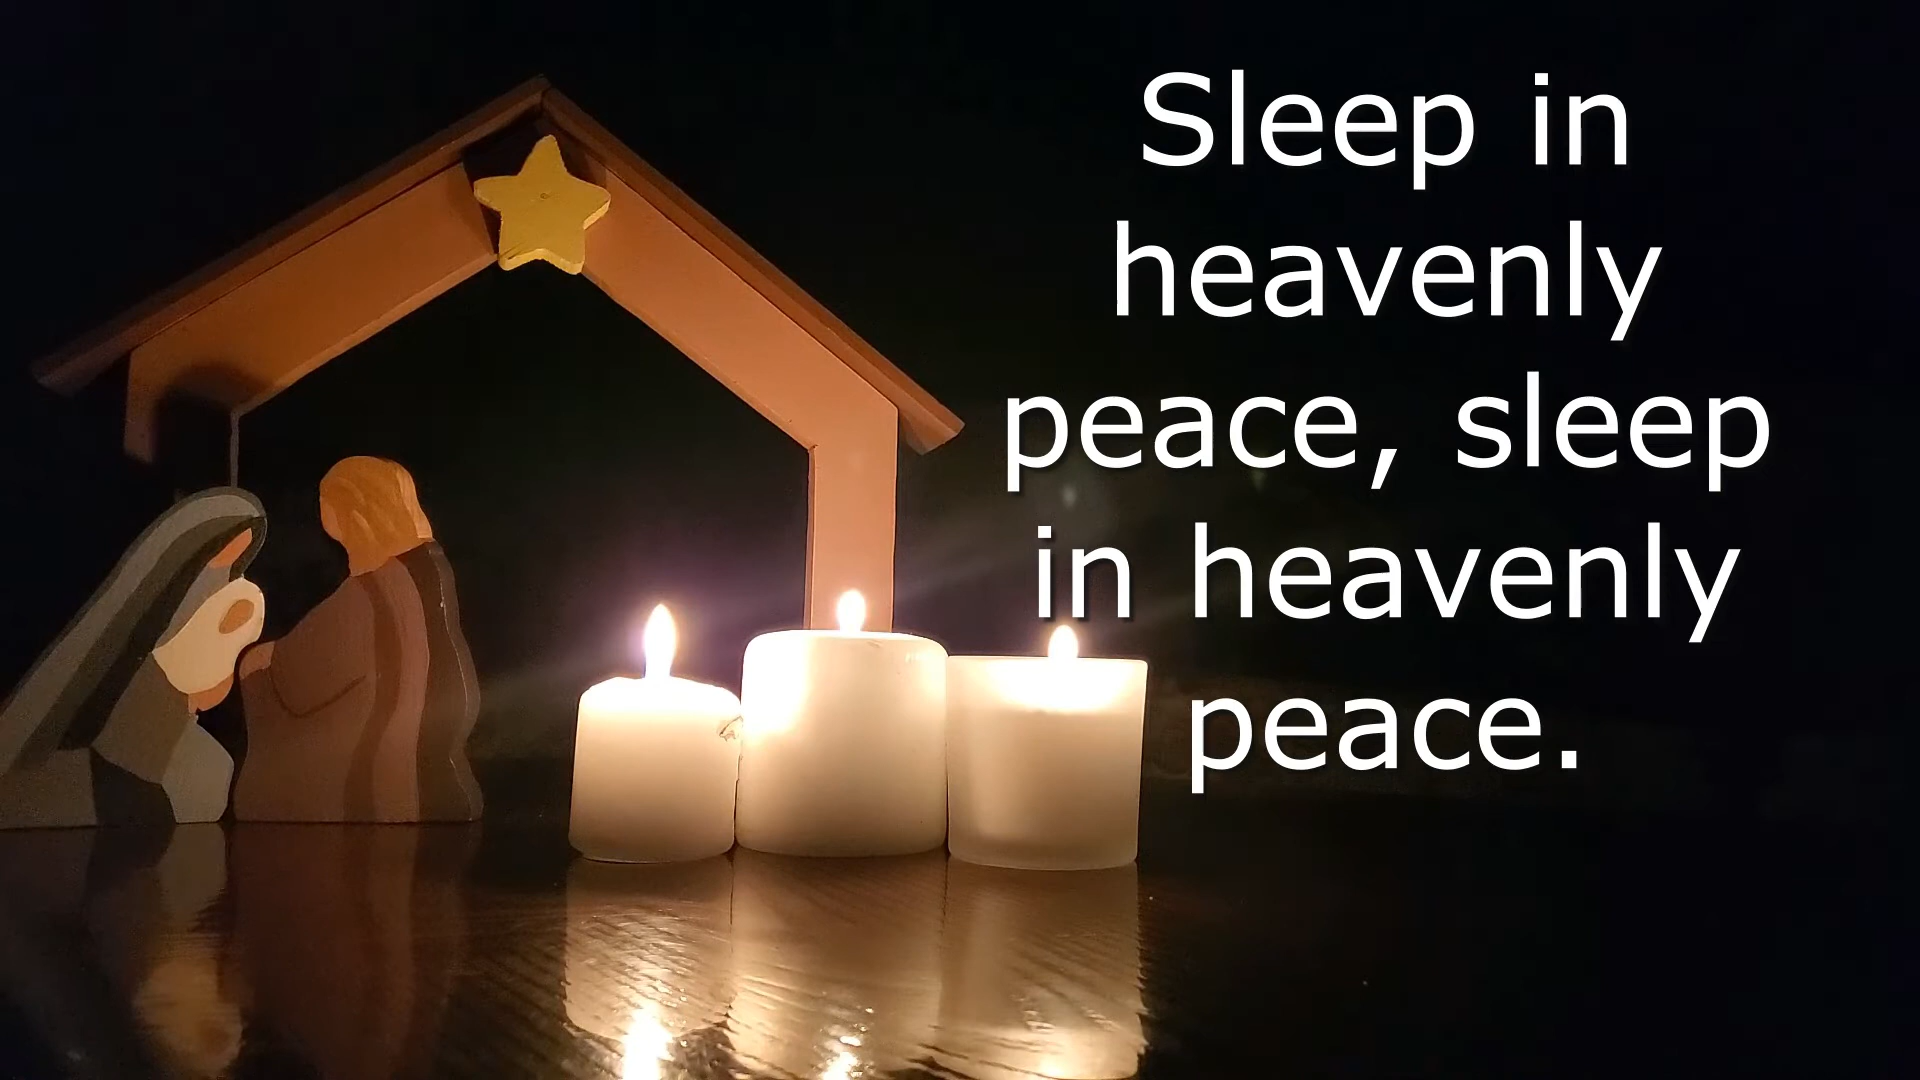 Sleep in
heavenly
peace, sleep
in heavenly
peace.